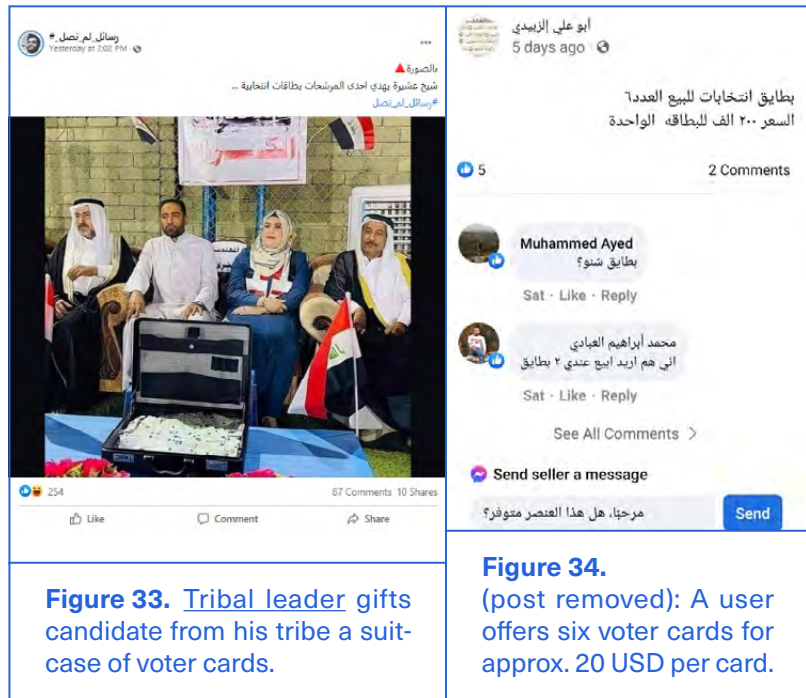 #_رسائل_لم_تصل
Yesterday at 2:02 PM
بالصورة
شيخ عشيرة يهدي احدى المرشحات بطاقات انتخابية ...
#رسائل_لم_تصل
254
87 Comments 10 Shares
Like Comment Share
Figure 33. Tribal leader gifts
candidate from his tribe a suit-
case of voter cards.
أبو علي إلزبيدي
5 days ago
بطايق انتخابات للبيع العدد٦
السعر ٢٠٠ الف للبطاقه الواحدة
5
2 Comments
Muhammed Ayed
بطايق شنو؟
Sat · Like · Reply
محمد أبراهيم العبادي
اني هم اريد ابيع عندي ٢ بطايق
Sat · Like · Reply
See All Comments >
Send seller a message
مرحبًا، هل هذا العنصر متوفر؟
Send
Figure 34.
(post removed): A user
offers six voter cards for
approx. 20 USD per card.